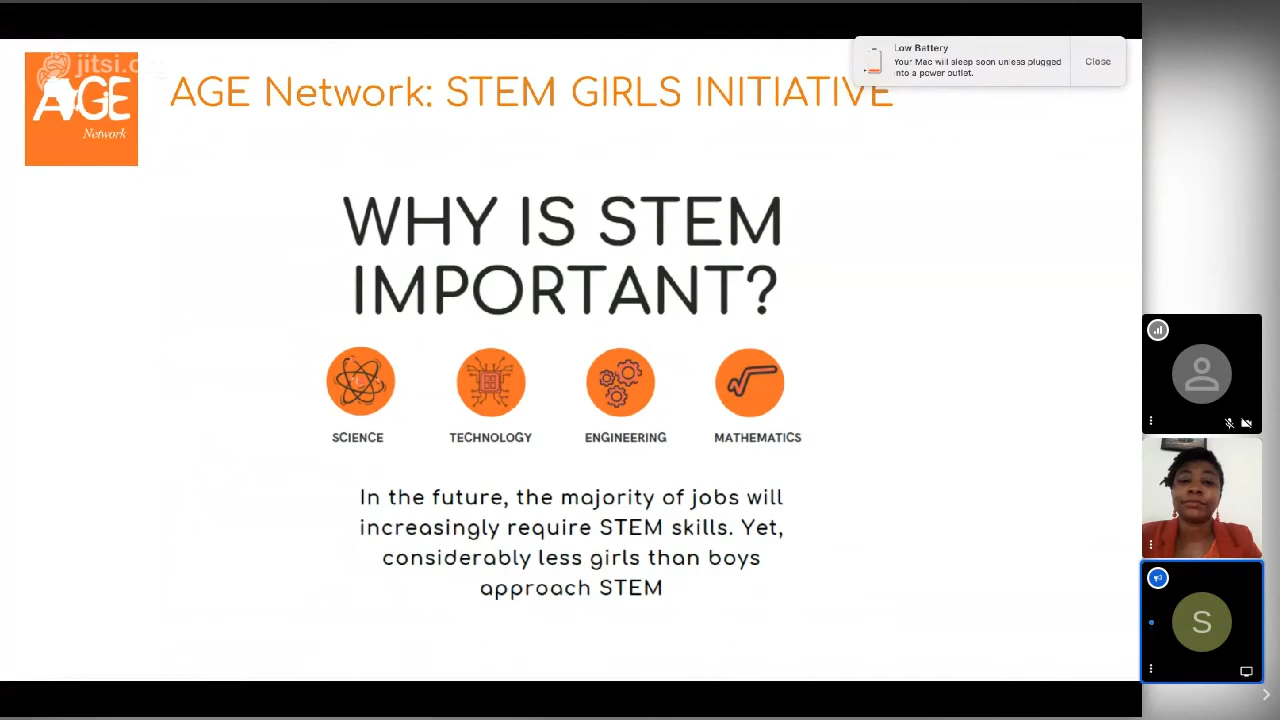 jitsi.org
AGE
Network
AGE Network: STEM GIRLS INITIATIVE
Low Battery
Your Mac will sleep soon unless plugged
into a power outlet.
Close
WHY IS STEM
IMPORTANT?
SCIENCE
TECHNOLOGY
ENGINEERING
MATHEMATICS
In the future, the majority of jobs will
increasingly require STEM skills. Yet,
considerably less girls than boys
approach STEM
S